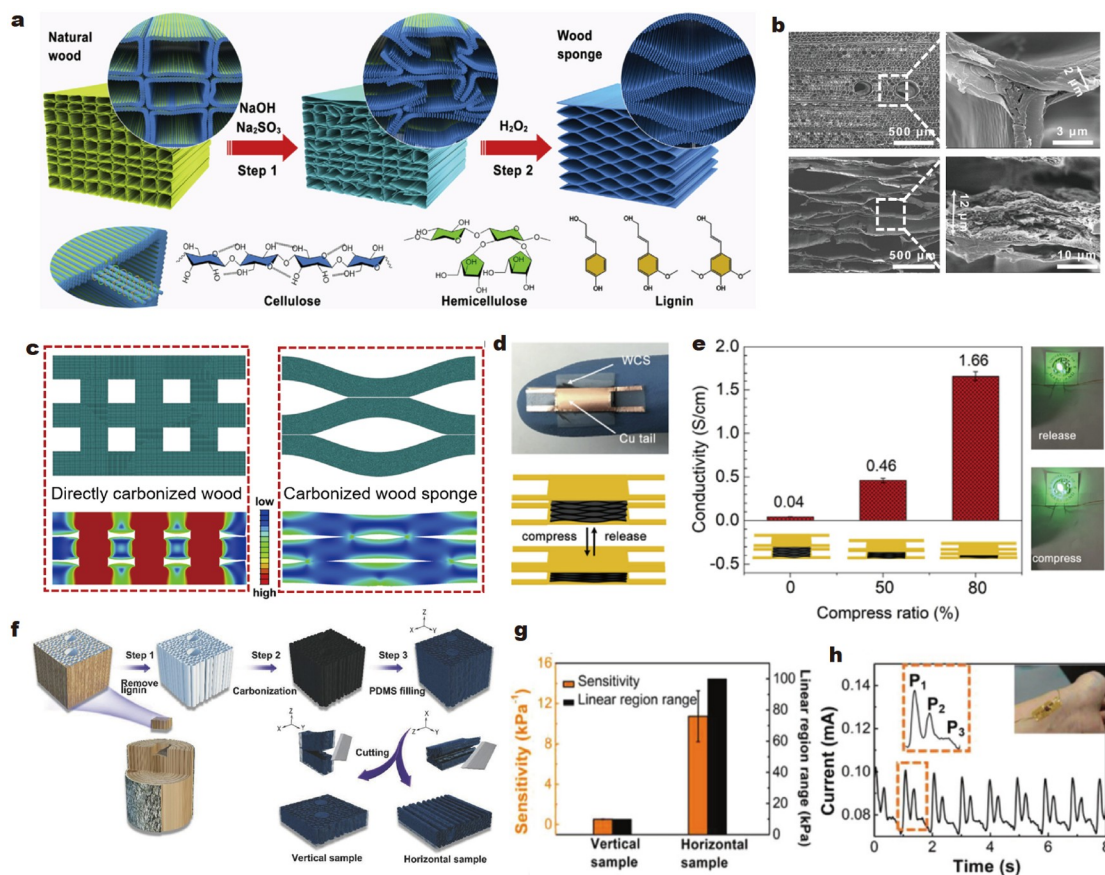 a
Natural
wood
NaOH
Na₂SO₃
Step 1
H₂O₂
Step 2
Wood
sponge
Cellulose
Hemicellulose
Lignin
HO
OH
O
b
500 μm
2 μm
3 μm
500 μm
12 μm
10 μm
c
Directly carbonized wood
Carbonized wood sponge
low
high
d
WCS
Cu tail
compress
release
e
Conductivity (S/cm)
2.0
1.5
1.0
0.5
0.0
-0.5
0.04
0.46
1.66
0
50
80
Compress ratio (%)
release
compress
f
Step 1
Remove
lignin
Step 2
Carbonization
Step 3
PDMS filling
Z
X
Y
Cutting
Vertical sample
Horizontal sample
g
Sensitivity (kPa⁻¹)
16
12
8
4
0
Sensitivity
Linear region range
100
80
60
40
20
0
Linear region range (kPa)
Vertical
sample
Horizontal
sample
h
Current (mA)
0.14
0.12
0.10
0.08
P₁
P₂
P₃
0
2
4
6
8
Time (s)